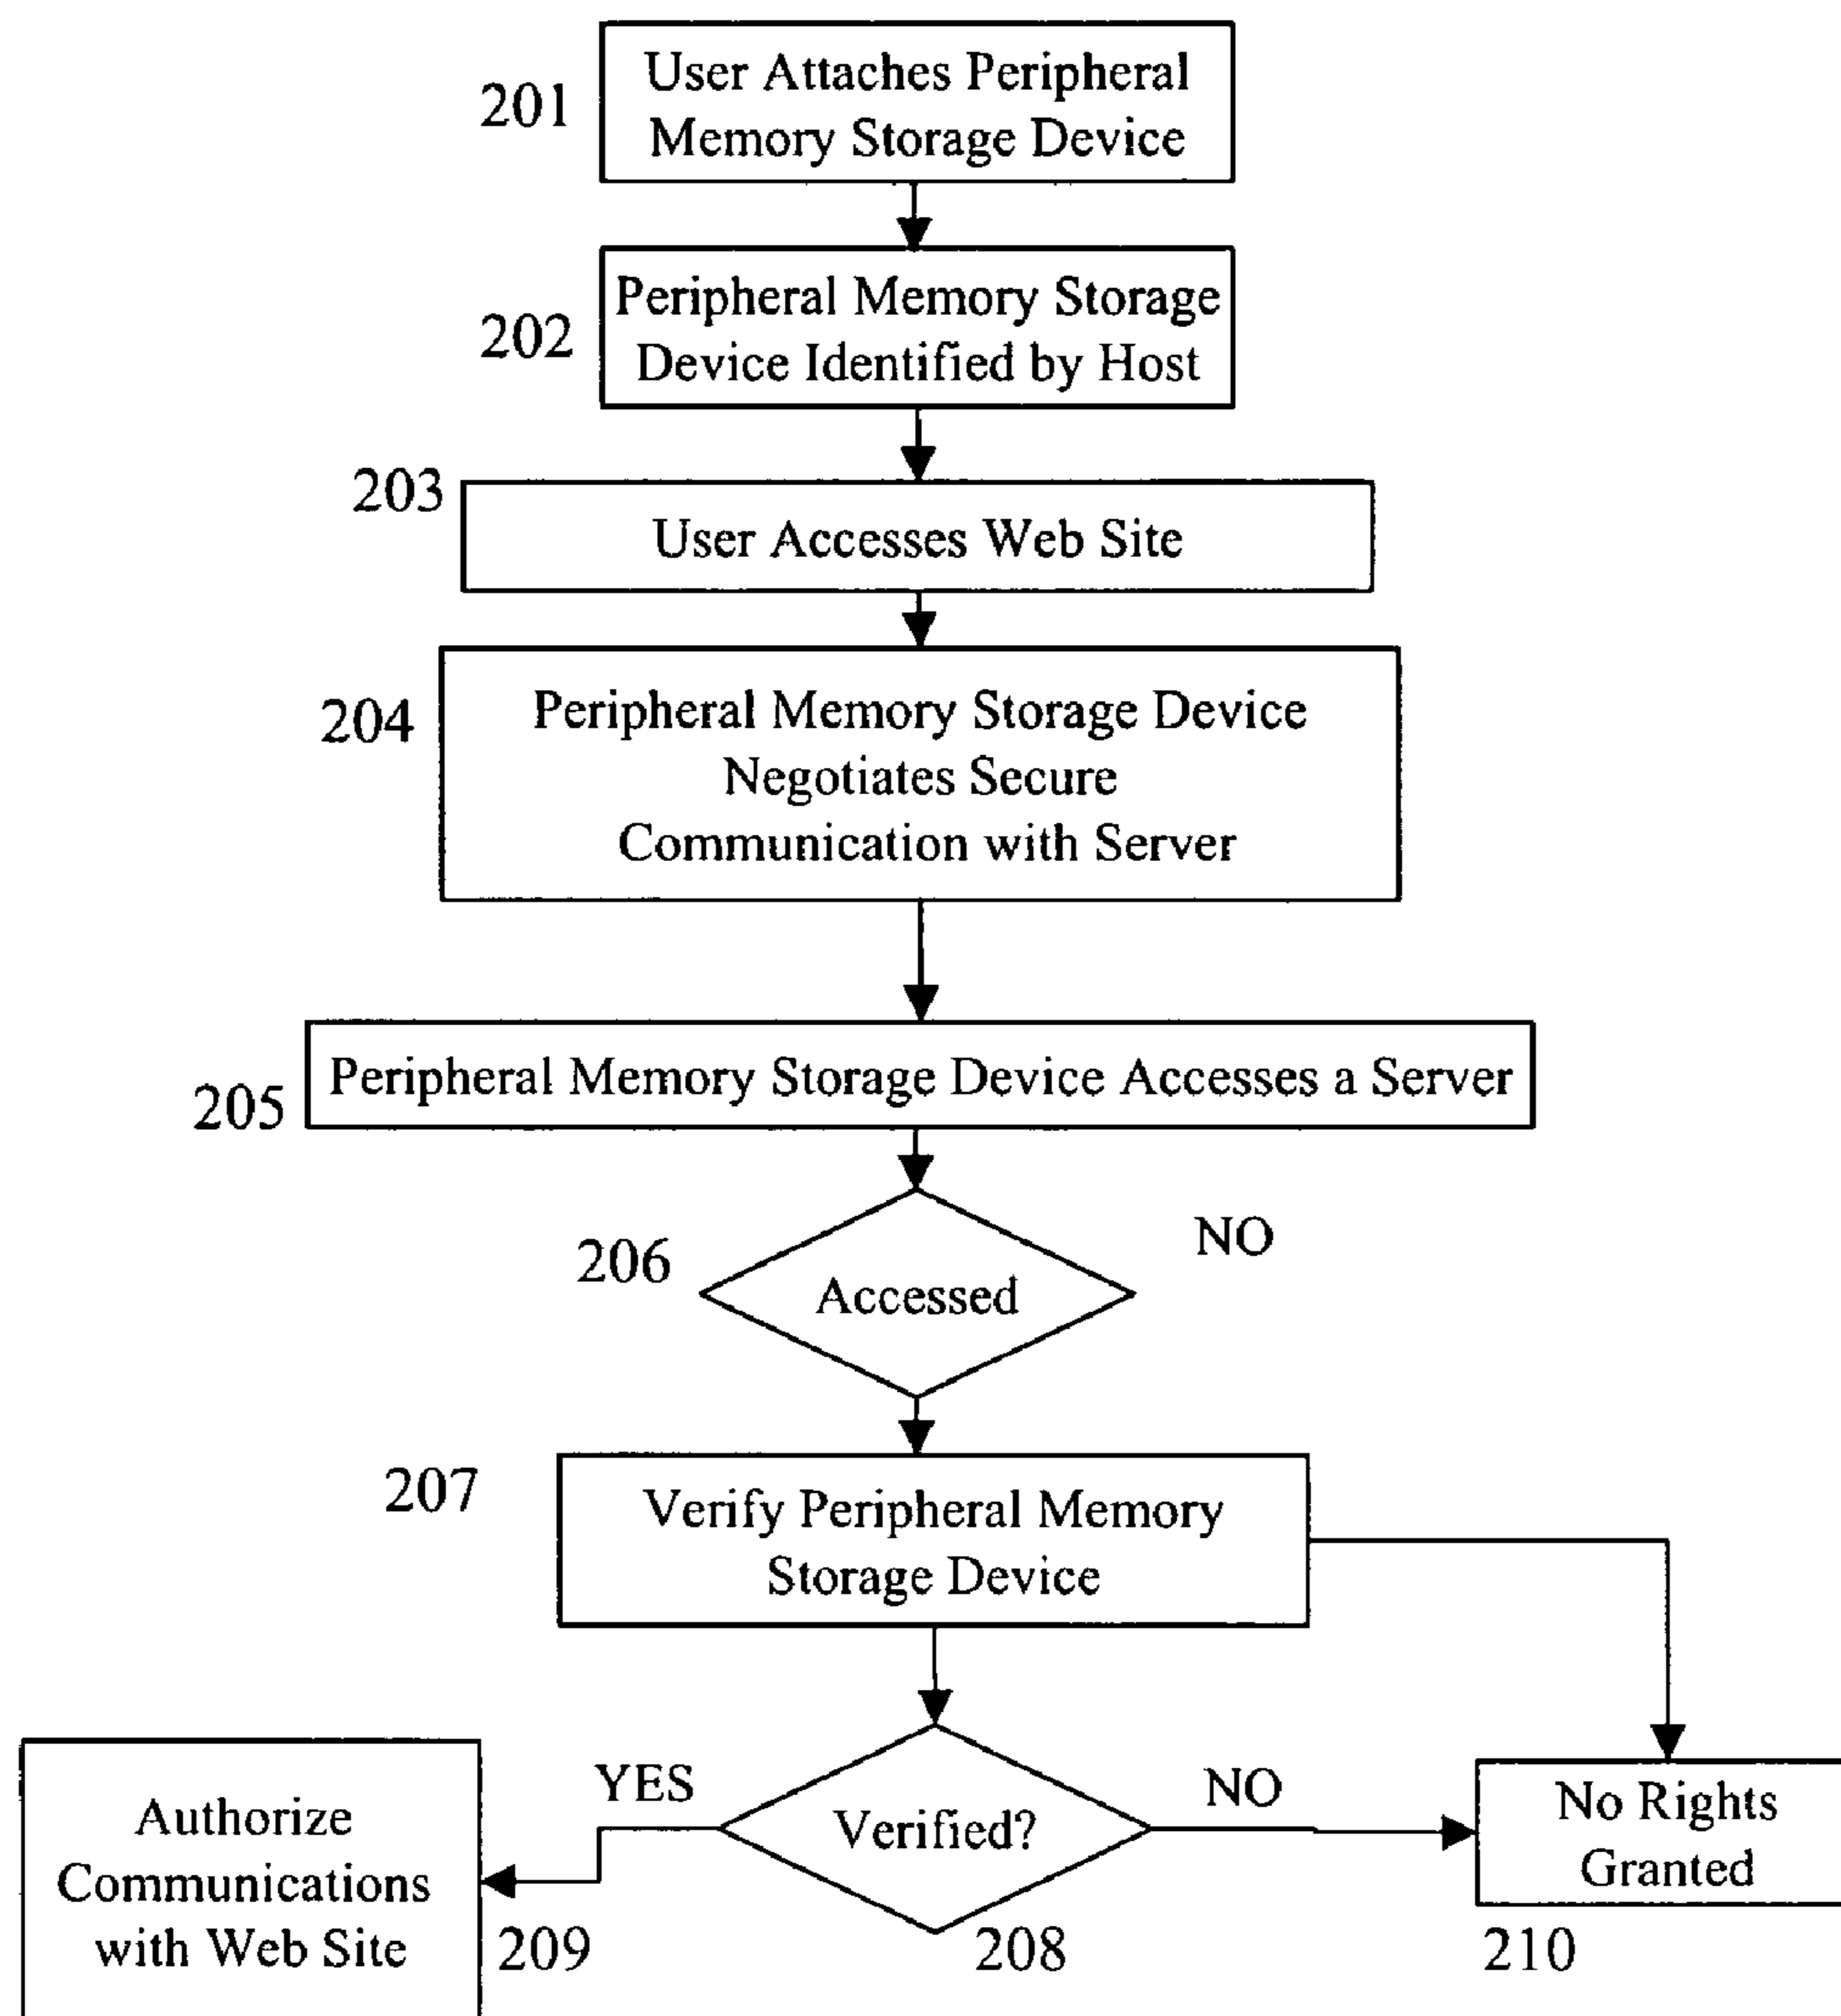 201
User Attaches Peripheral
Memory Storage Device
202
Peripheral Memory Storage
Device Identified by Host
203
User Accesses Web Site
204
Peripheral Memory Storage Device
Negotiates Secure
Communication with Server
205
Peripheral Memory Storage Device Accesses a Server
206
Accessed
NO
207
Verify Peripheral Memory
Storage Device
Authorize
Communications
with Web Site
209
YES
Verified?
208
NO
No Rights
Granted
210